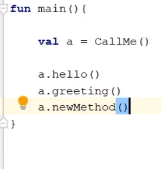 fun main(){
val a = CallMe()
a.hello()
a.greeting()
a.newMethod()
}